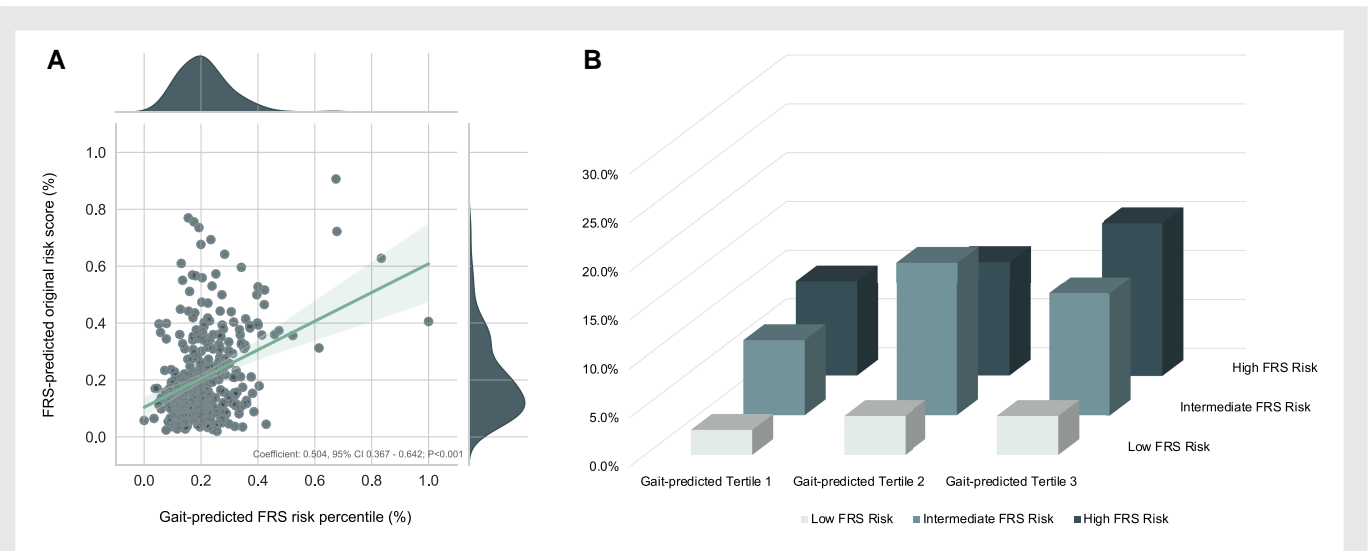 A
FRS-predicted original risk score (%)
1.0
0.8
0.6
0.4
0.2
0.0
Coefficient: 0.504, 95% CI 0.367 - 0.642; P<0.001
0.0 0.2 0.4 0.6 0.8 1.0
Gait-predicted FRS risk percentile (%)
B
30.0%
25.0%
20.0%
15.0%
10.0%
5.0%
0.0%
High FRS Risk
Intermediate FRS Risk
Low FRS Risk
Gait-predicted Tertile 1 Gait-predicted Tertile 2 Gait-predicted Tertile 3
Low FRS Risk Intermediate FRS Risk High FRS Risk